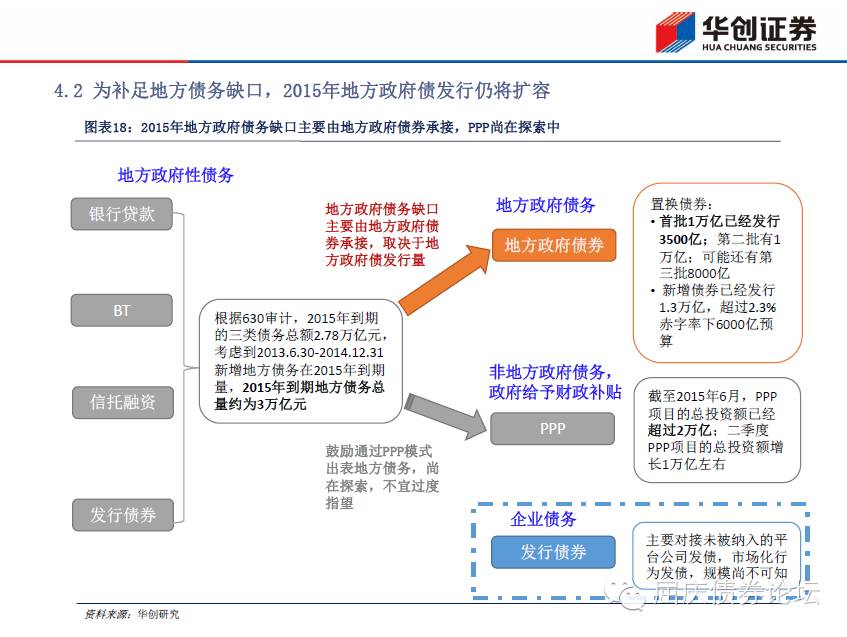 华创证券
HUA CHUANG SECURITIES
4.2 为补足地方债务缺口，2015年地方政府债发行仍将扩容
图表18：2015年地方政府债务缺口主要由地方政府债券承接，PPP尚在探索中
地方政府性债务
银行贷款
BT
信托融资
发行债券
根据630审计，2015年到期
的三类债务总额2.78万亿元，
考虑到2013.6.30-2014.12.31
新增地方债务在2015年到期
量，2015年到期地方债务总
量约为3万亿元
地方政府债务缺口
主要由地方政府债
券承接，取决于地
方政府债发行量
地方政府债务
地方政府债券
置换债券：
• 首批1万亿已经发行
3500亿；第二批有1
万亿；可能还有第
三批8000亿
• 新增债券已经发行
1.3万亿，超过2.3%
赤字率下6000亿预
算
鼓励通过PPP模式
出表地方债务，尚
在探索，不宜过度
指望
非地方政府债务，
政府给予财政补贴
PPP
截至2015年6月，PPP
项目的总投资额已经
超过2万亿；二季度
PPP项目的总投资额增
长1万亿左右
企业债务
发行债券
主要对接未被纳入的平
台公司发债，市场化行
为发债，规模尚不可知
国庆债券论坛
资料来源：华创研究